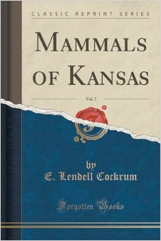 CLASSIC REPRINT SERIES
MAMMALS OF KANSAS
Vol. 7
by
E. Lendell Cockrum
Forgotten Books